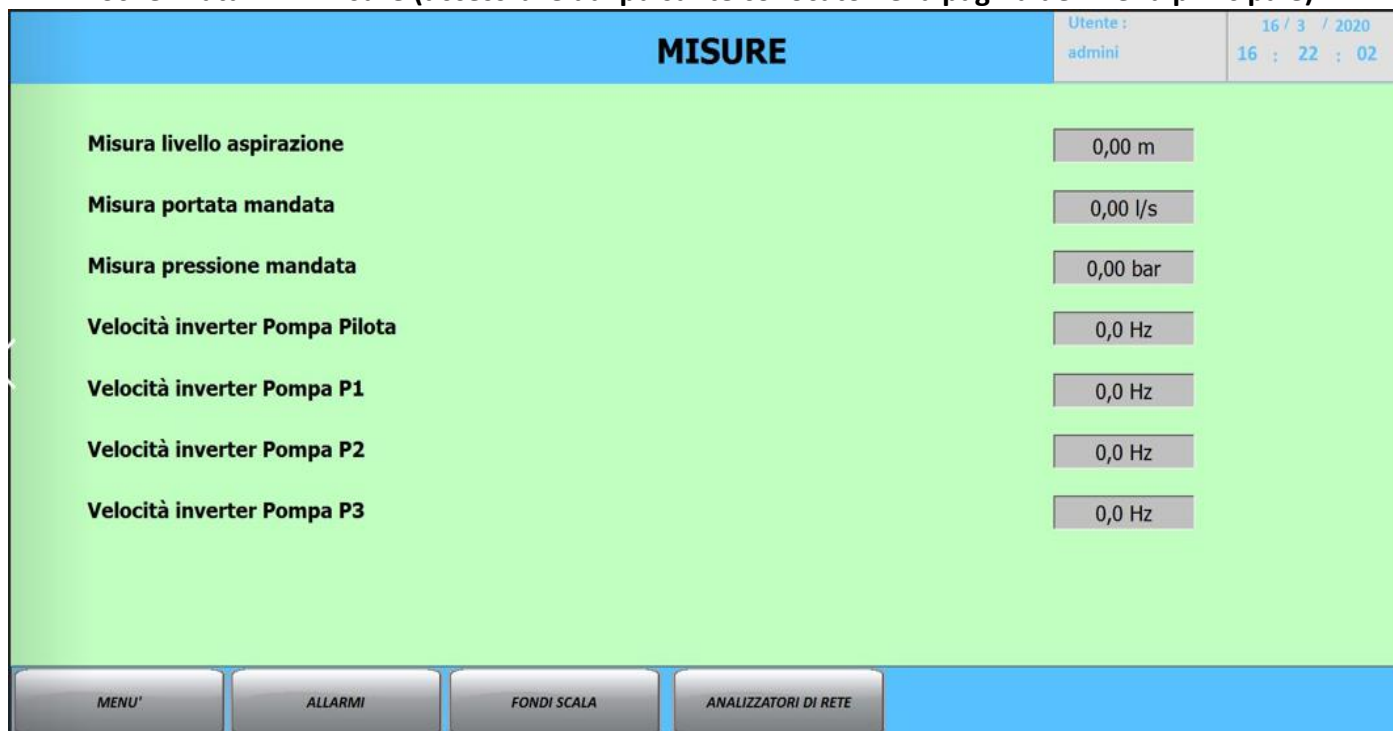 MISURE
Utente :
admini
16 / 3 / 2020
16 : 22 : 02
Misura livello aspirazione 0,00 m
Misura portata mandata 0,00 l/s
Misura pressione mandata 0,00 bar
Velocità inverter Pompa Pilota 0,0 Hz
Velocità inverter Pompa P1 0,0 Hz
Velocità inverter Pompa P2 0,0 Hz
Velocità inverter Pompa P3 0,0 Hz
MENU' ALLARMI FONDI SCALA ANALIZZATORI DI RETE